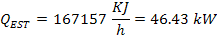 Q_EST = 167157 KJ/h = 46.43 kW